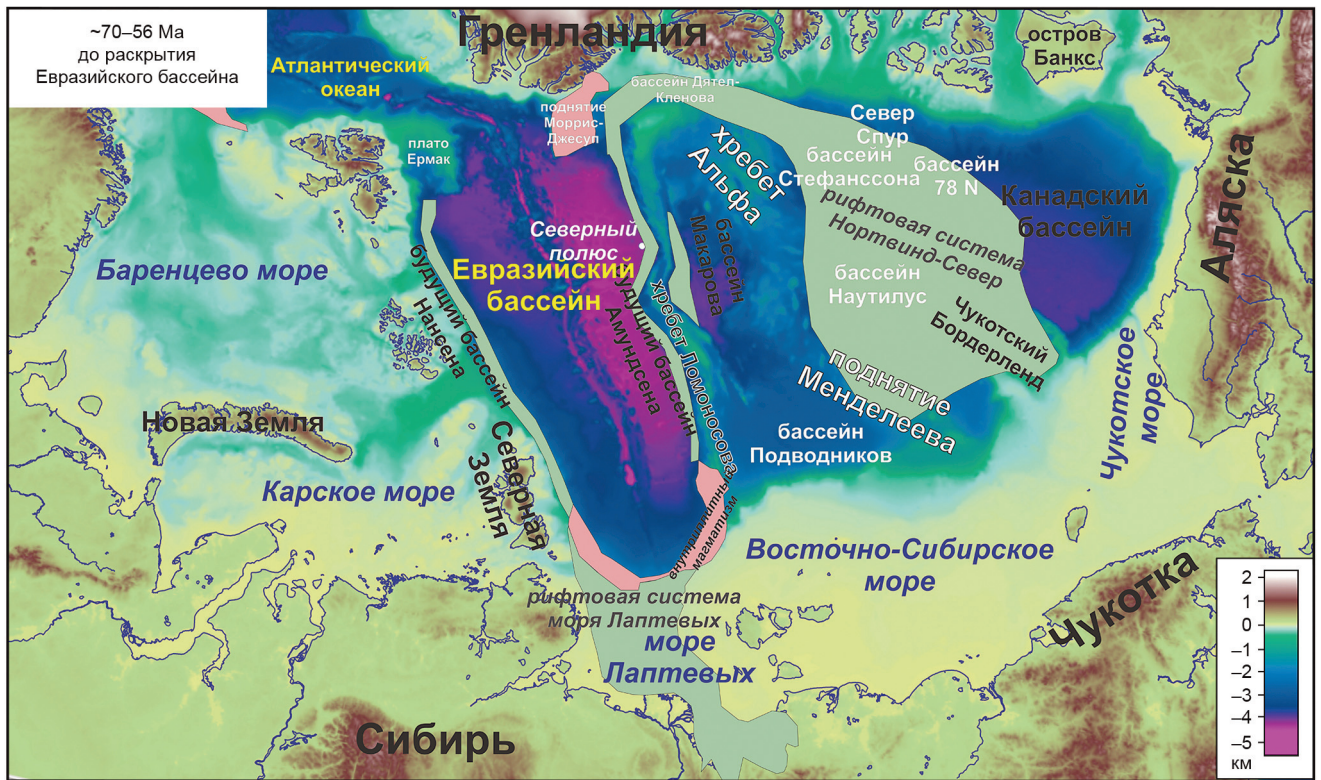 ~70–56 Ma
до раскрытия
Евразийского бассейна
Гренландия
остров
Банкс
Атлантический
океан
бассейн Дятел-
Кленова
поднятие
Моррис-
Джесуп
плато
Ермак
Север
Спур
хребет
Альфа
бассейн
Стефанссона
бассейн
78 N
Канадский
бассейн
рифтовая система
Нортвинд-Север
Аляска
Северный
полюс
Баренцево море
Евразийский
бассейн
бассейн
Макарова
бассейн
Наутилус
будущий бассейн
Нансена
будущий бассейн
Амундсена
хребет Ломоносова
Чукотский
Бордерленд
поднятие
Менделеева
Чукотское
море
Новая Земля
бассейн
Подводников
Северная
Земля
Карское море
внутриплитный
магматизм
Восточно-Сибирское
море
рифтовая система
моря Лаптевых
море
Лаптевых
Чукотка
Сибирь
2
1
0
–1
–2
–3
–4
–5
км